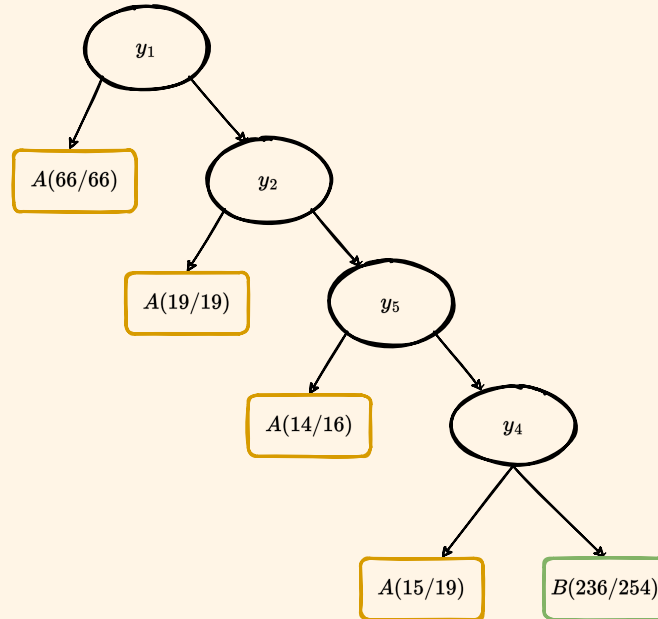 y₁
A(66/66)
y₂
A(19/19)
y₅
A(14/16)
y₄
A(15/19)
B(236/254)